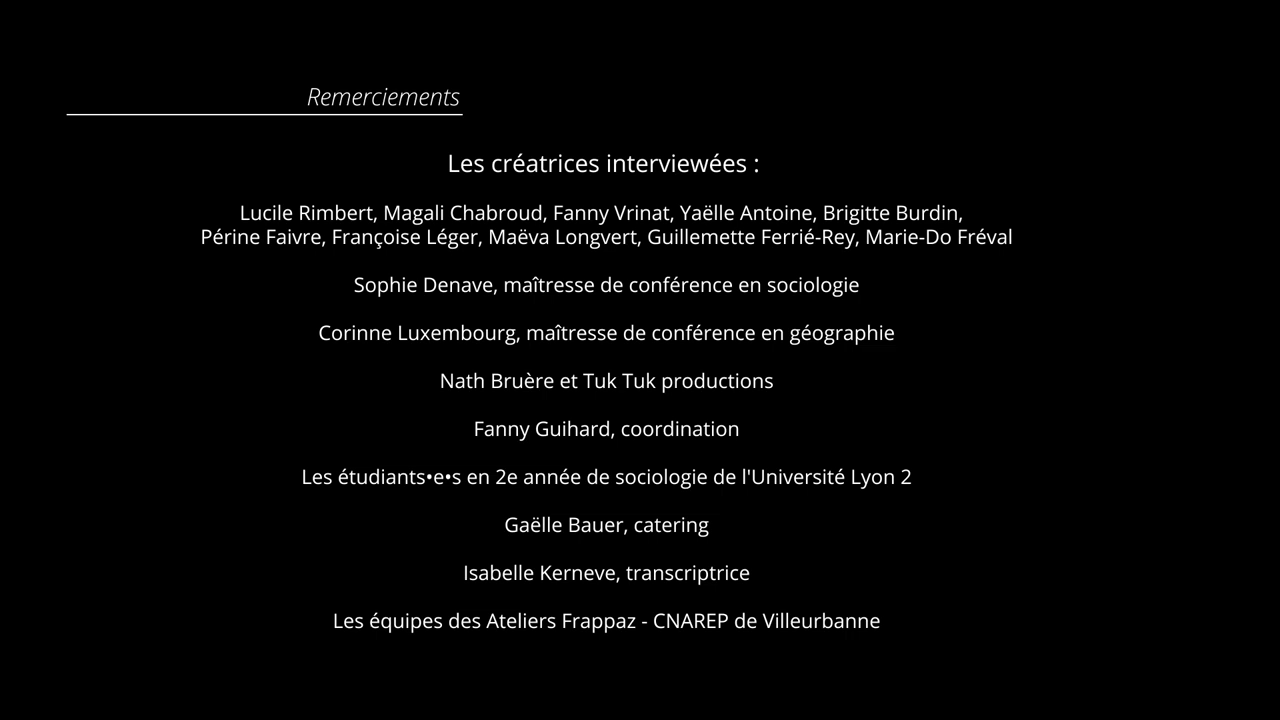 Remerciements
Les créatrices interviewées :
Lucile Rimbert, Magali Chabroud, Fanny Vrinat, Yaëlle Antoine, Brigitte Burdin,
Périne Faivre, Françoise Léger, Maëva Longvert, Guillemette Ferrié-Rey, Marie-Do Fréval
Sophie Denave, maîtresse de conférence en sociologie
Corinne Luxembourg, maîtresse de conférence en géographie
Nath Bruère et Tuk Tuk productions
Fanny Guihard, coordination
Les étudiants•e•s en 2e année de sociologie de l'Université Lyon 2
Gaëlle Bauer, catering
Isabelle Kerneve, transcriptrice
Les équipes des Ateliers Frappaz - CNAREP de Villeurbanne